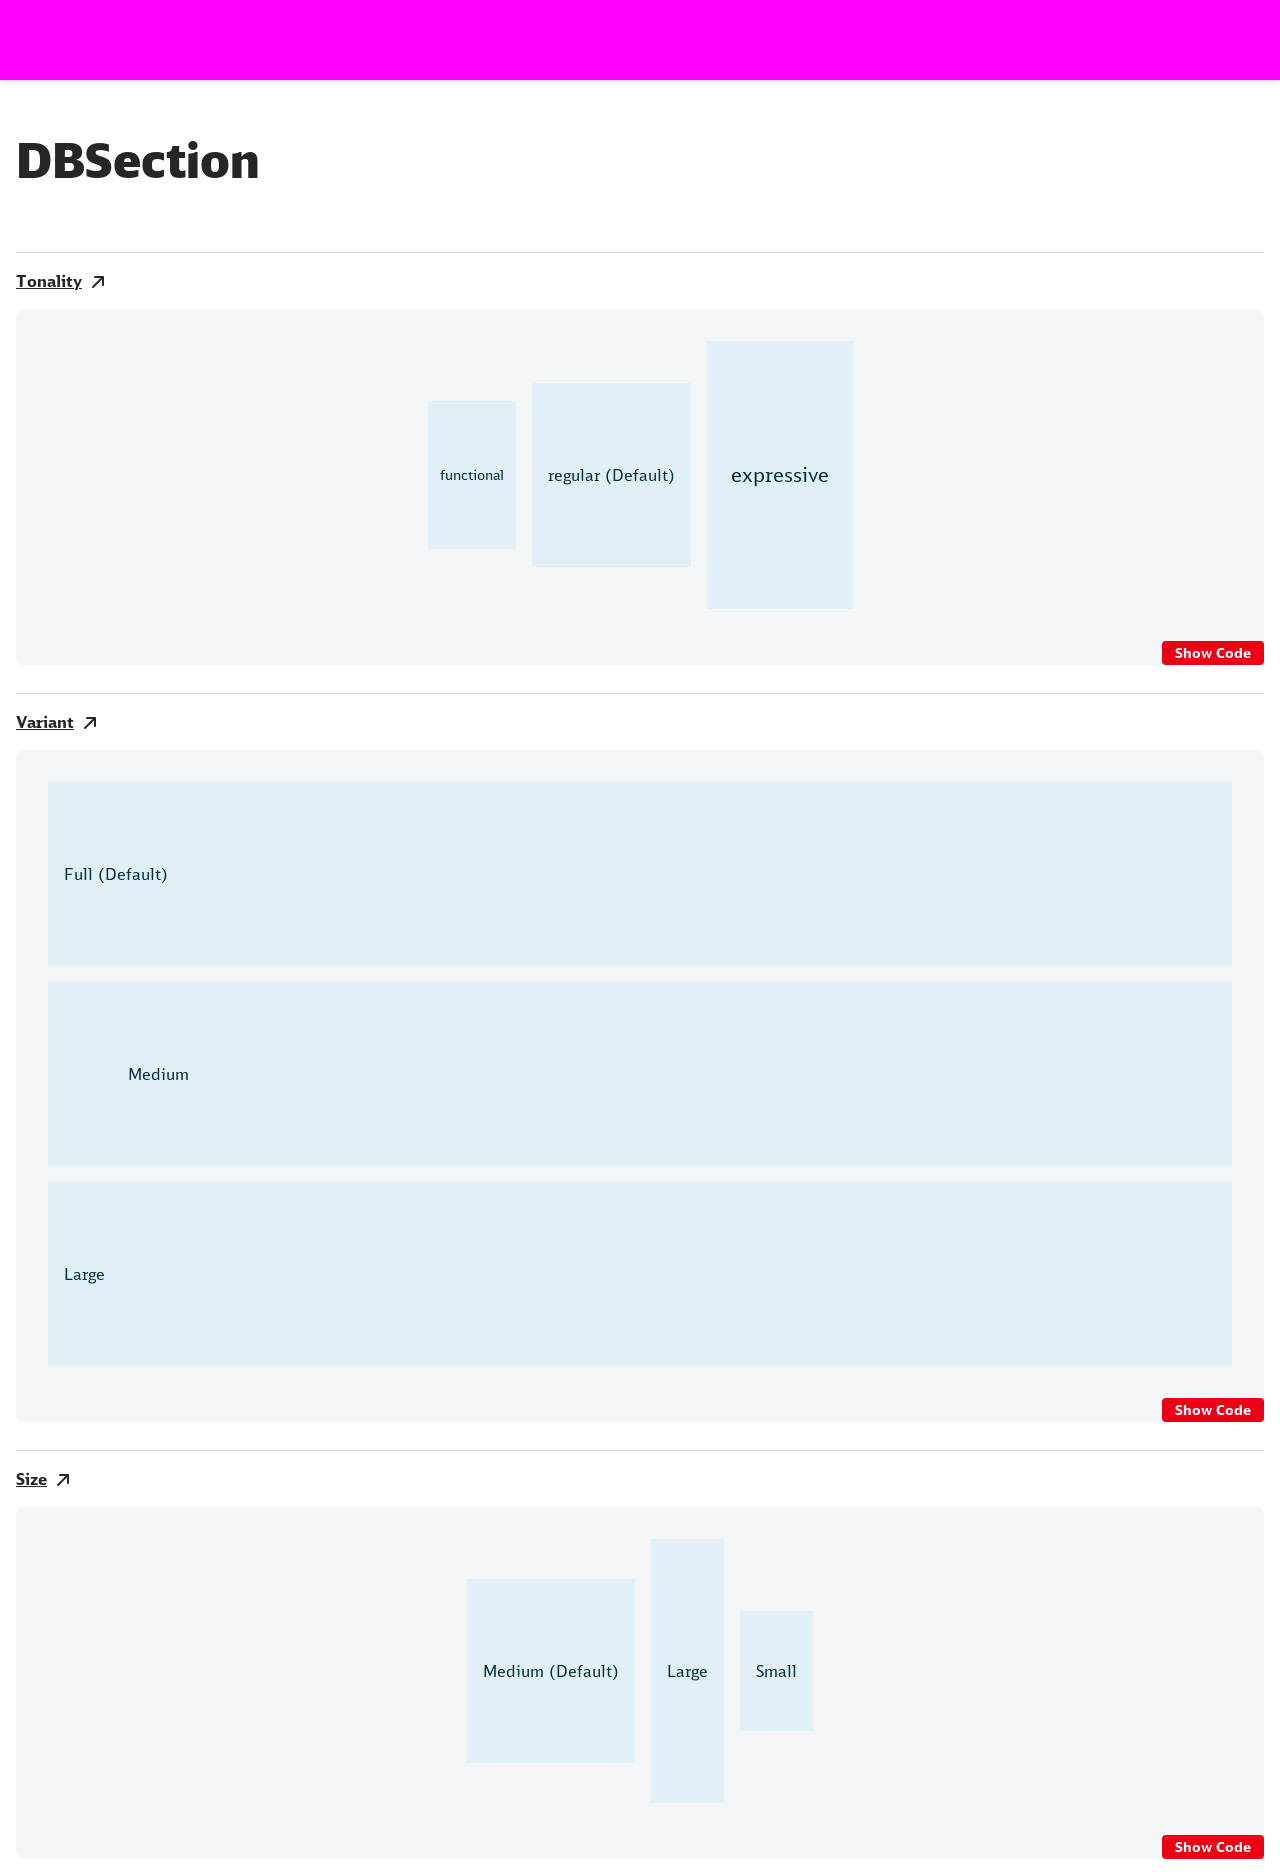 DBSection
Tonality
functional
regular (Default)
expressive
Show Code
Variant
Full (Default)
Medium
Large
Show Code
Size
Medium (Default)
Large
Small
Show Code